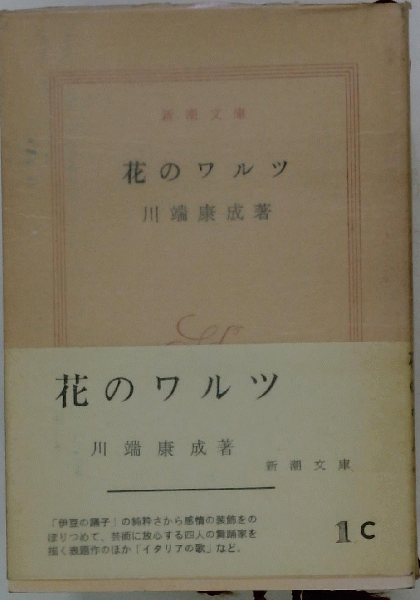 新潮文庫
花のワルツ
川端康成著
花のワルツ
川端康成著
新潮文庫
「伊豆の踊子」の純粋さから感情の装飾をの
ぼりつめて、芸術に放心する四人の舞踊家を
描く表題作のほか「イタリアの歌」など。
1C